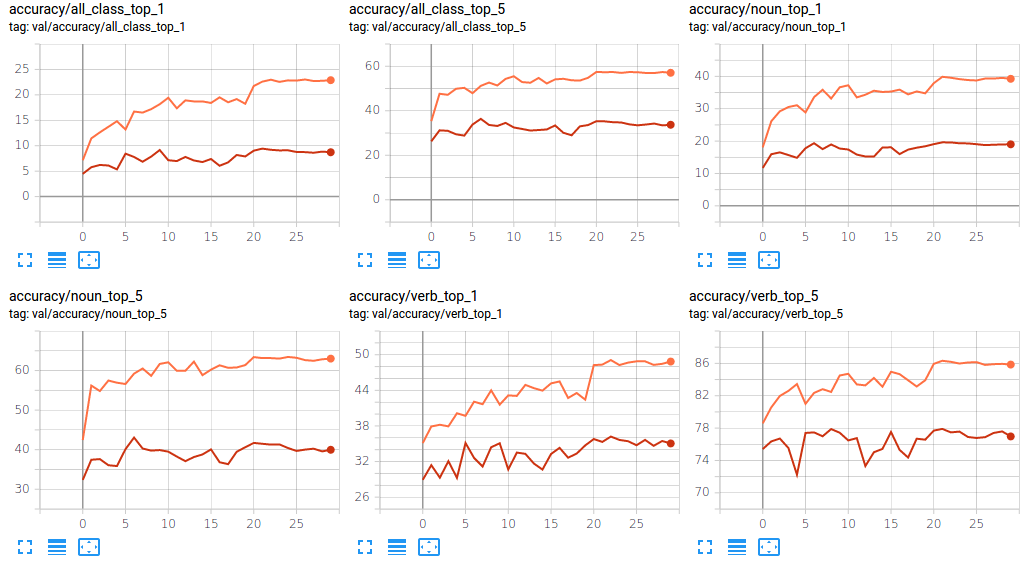 accuracy/all_class_top_1
tag: val/accuracy/all_class_top_1
25
20
15
10
5
0
0 5 10 15 20 25
accuracy/all_class_top_5
tag: val/accuracy/all_class_top_5
60
40
20
0
0 5 10 15 20 25
accuracy/noun_top_1
tag: val/accuracy/noun_top_1
40
30
20
10
0
0 5 10 15 20 25
accuracy/noun_top_5
tag: val/accuracy/noun_top_5
60
50
40
30
0 5 10 15 20 25
accuracy/verb_top_1
tag: val/accuracy/verb_top_1
50
44
38
32
26
0 5 10 15 20 25
accuracy/verb_top_5
tag: val/accuracy/verb_top_5
86
82
78
74
70
0 5 10 15 20 25